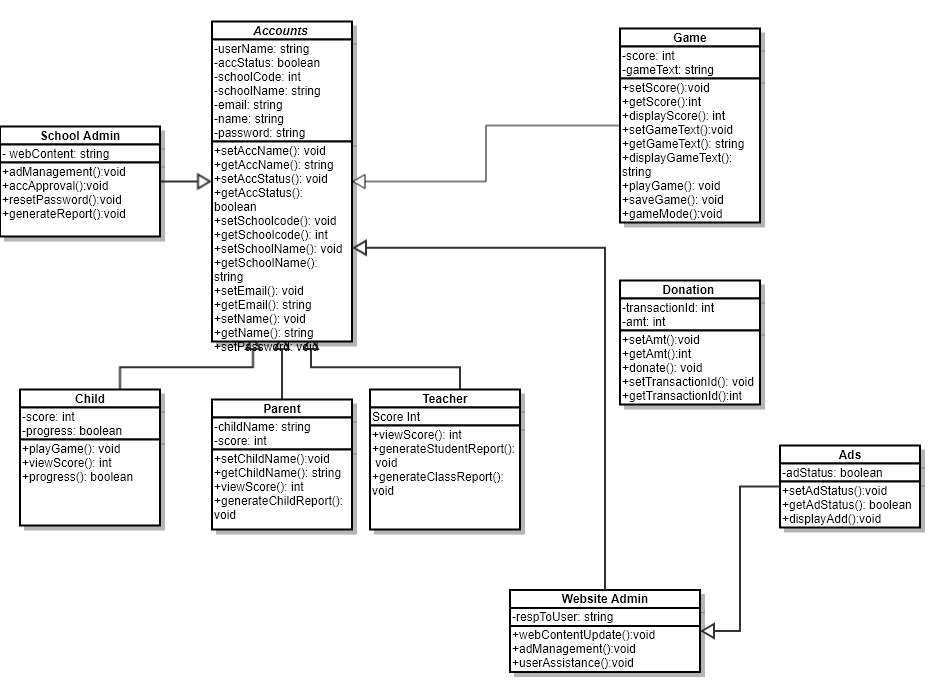 Accounts
-userName: string
-accStatus: boolean
-schoolCode: int
-schoolName: string
-email: string
-name: string
-password: string
+setAccName(): void
+getAccName(): string
+setAccStatus(): void
+getAccStatus():
boolean
+setSchoolcode(): void
+getSchoolcode(): int
+setSchoolName(): void
+getSchoolName():
string
+setEmail(): void
+getEmail(): string
+setName(): void
+getName(): string
+setPassword: void
Game
-score: int
-gameText: string
+setScore():void
+getScore():int
+displayScore(): int
+setGameText():void
+getGameText(): string
+displayGameText():
string
+playGame(): void
+saveGame(): void
+gameMode():void
School Admin
- webContent: string
+adManagement():void
+accApproval():void
+resetPassword():void
+generateReport():void
Donation
-transactionId: int
-amt: int
+setAmt():void
+getAmt():int
+donate(): void
+setTransactionId(): void
+getTransactionId():int
Child
-score: int
-progress: boolean
+playGame(): void
+viewScore(): int
+progress(): boolean
Parent
-childName: string
-score: int
+setChildName():void
+getChildName(): string
+viewScore(): int
+generateChildReport():
void
Teacher
Score Int
+viewScore(): int
+generateStudentReport():
void
+generateClassReport():
void
Ads
-adStatus: boolean
+setAdStatus():void
+getAdStatus(): boolean
+displayAdd():void
Website Admin
-respToUser: string
+webContentUpdate():void
+adManagement():void
+userAssistance():void